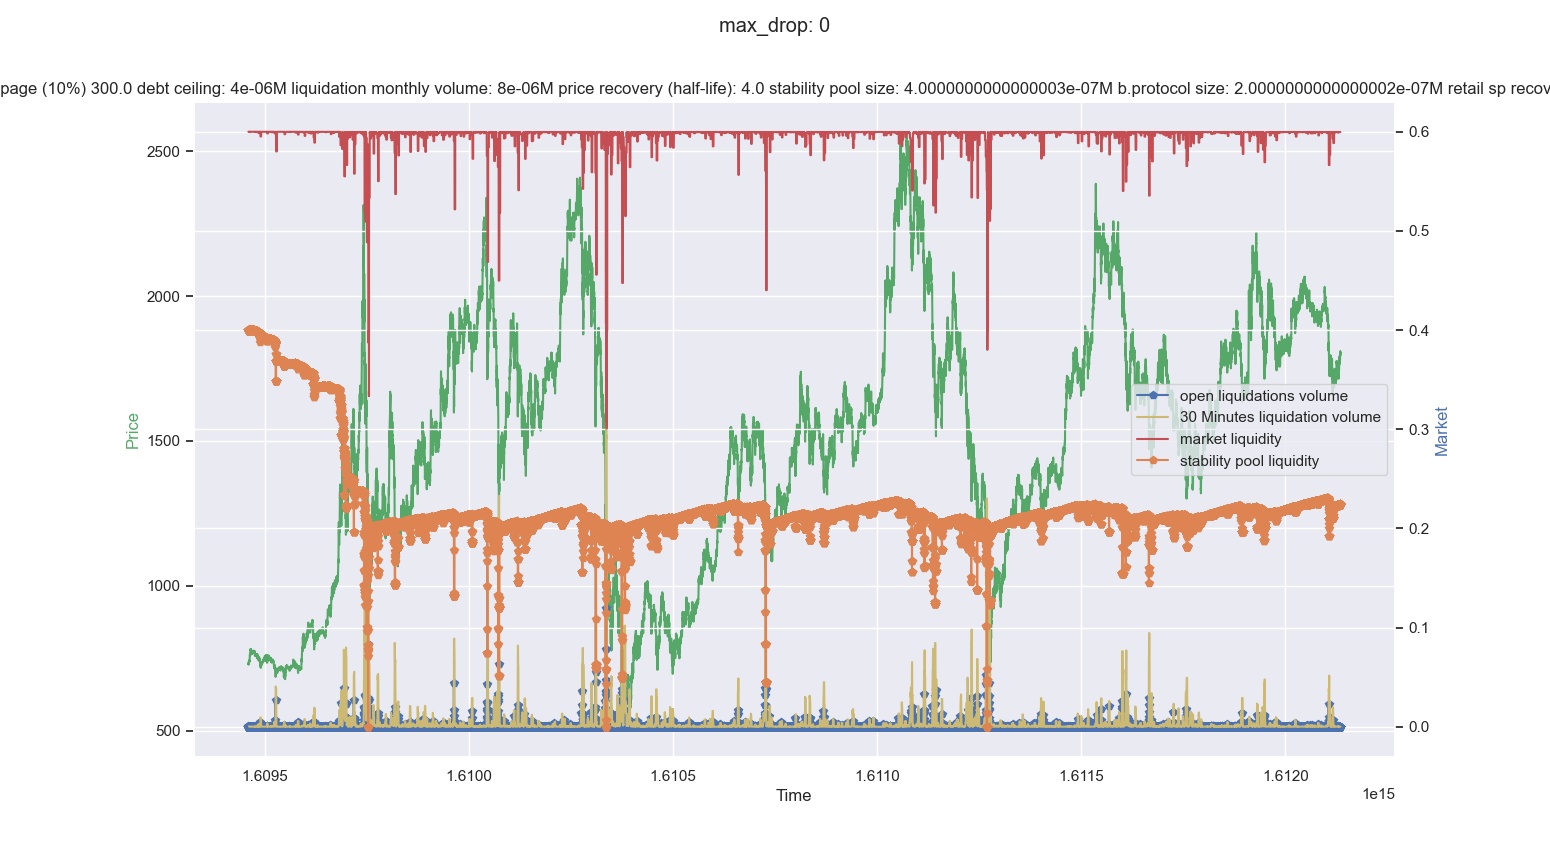 max_drop: 0
page (10%) 300.0 debt ceiling: 4e-06M liquidation monthly volume: 8e-06M price recovery (half-life): 4.0 stability pool size: 4.0000000000000003e-07M b.protocol size: 2.0000000000000002e-07M retail sp recov
2500
2000
1500
1000
500
Price
0.6
0.5
0.4
0.3
0.2
0.1
0.0
Market
open liquidations volume
30 Minutes liquidation volume
market liquidity
stability pool liquidity
1.6095
1.6100
1.6105
1.6110
1.6115
1.6120
Time
1e15